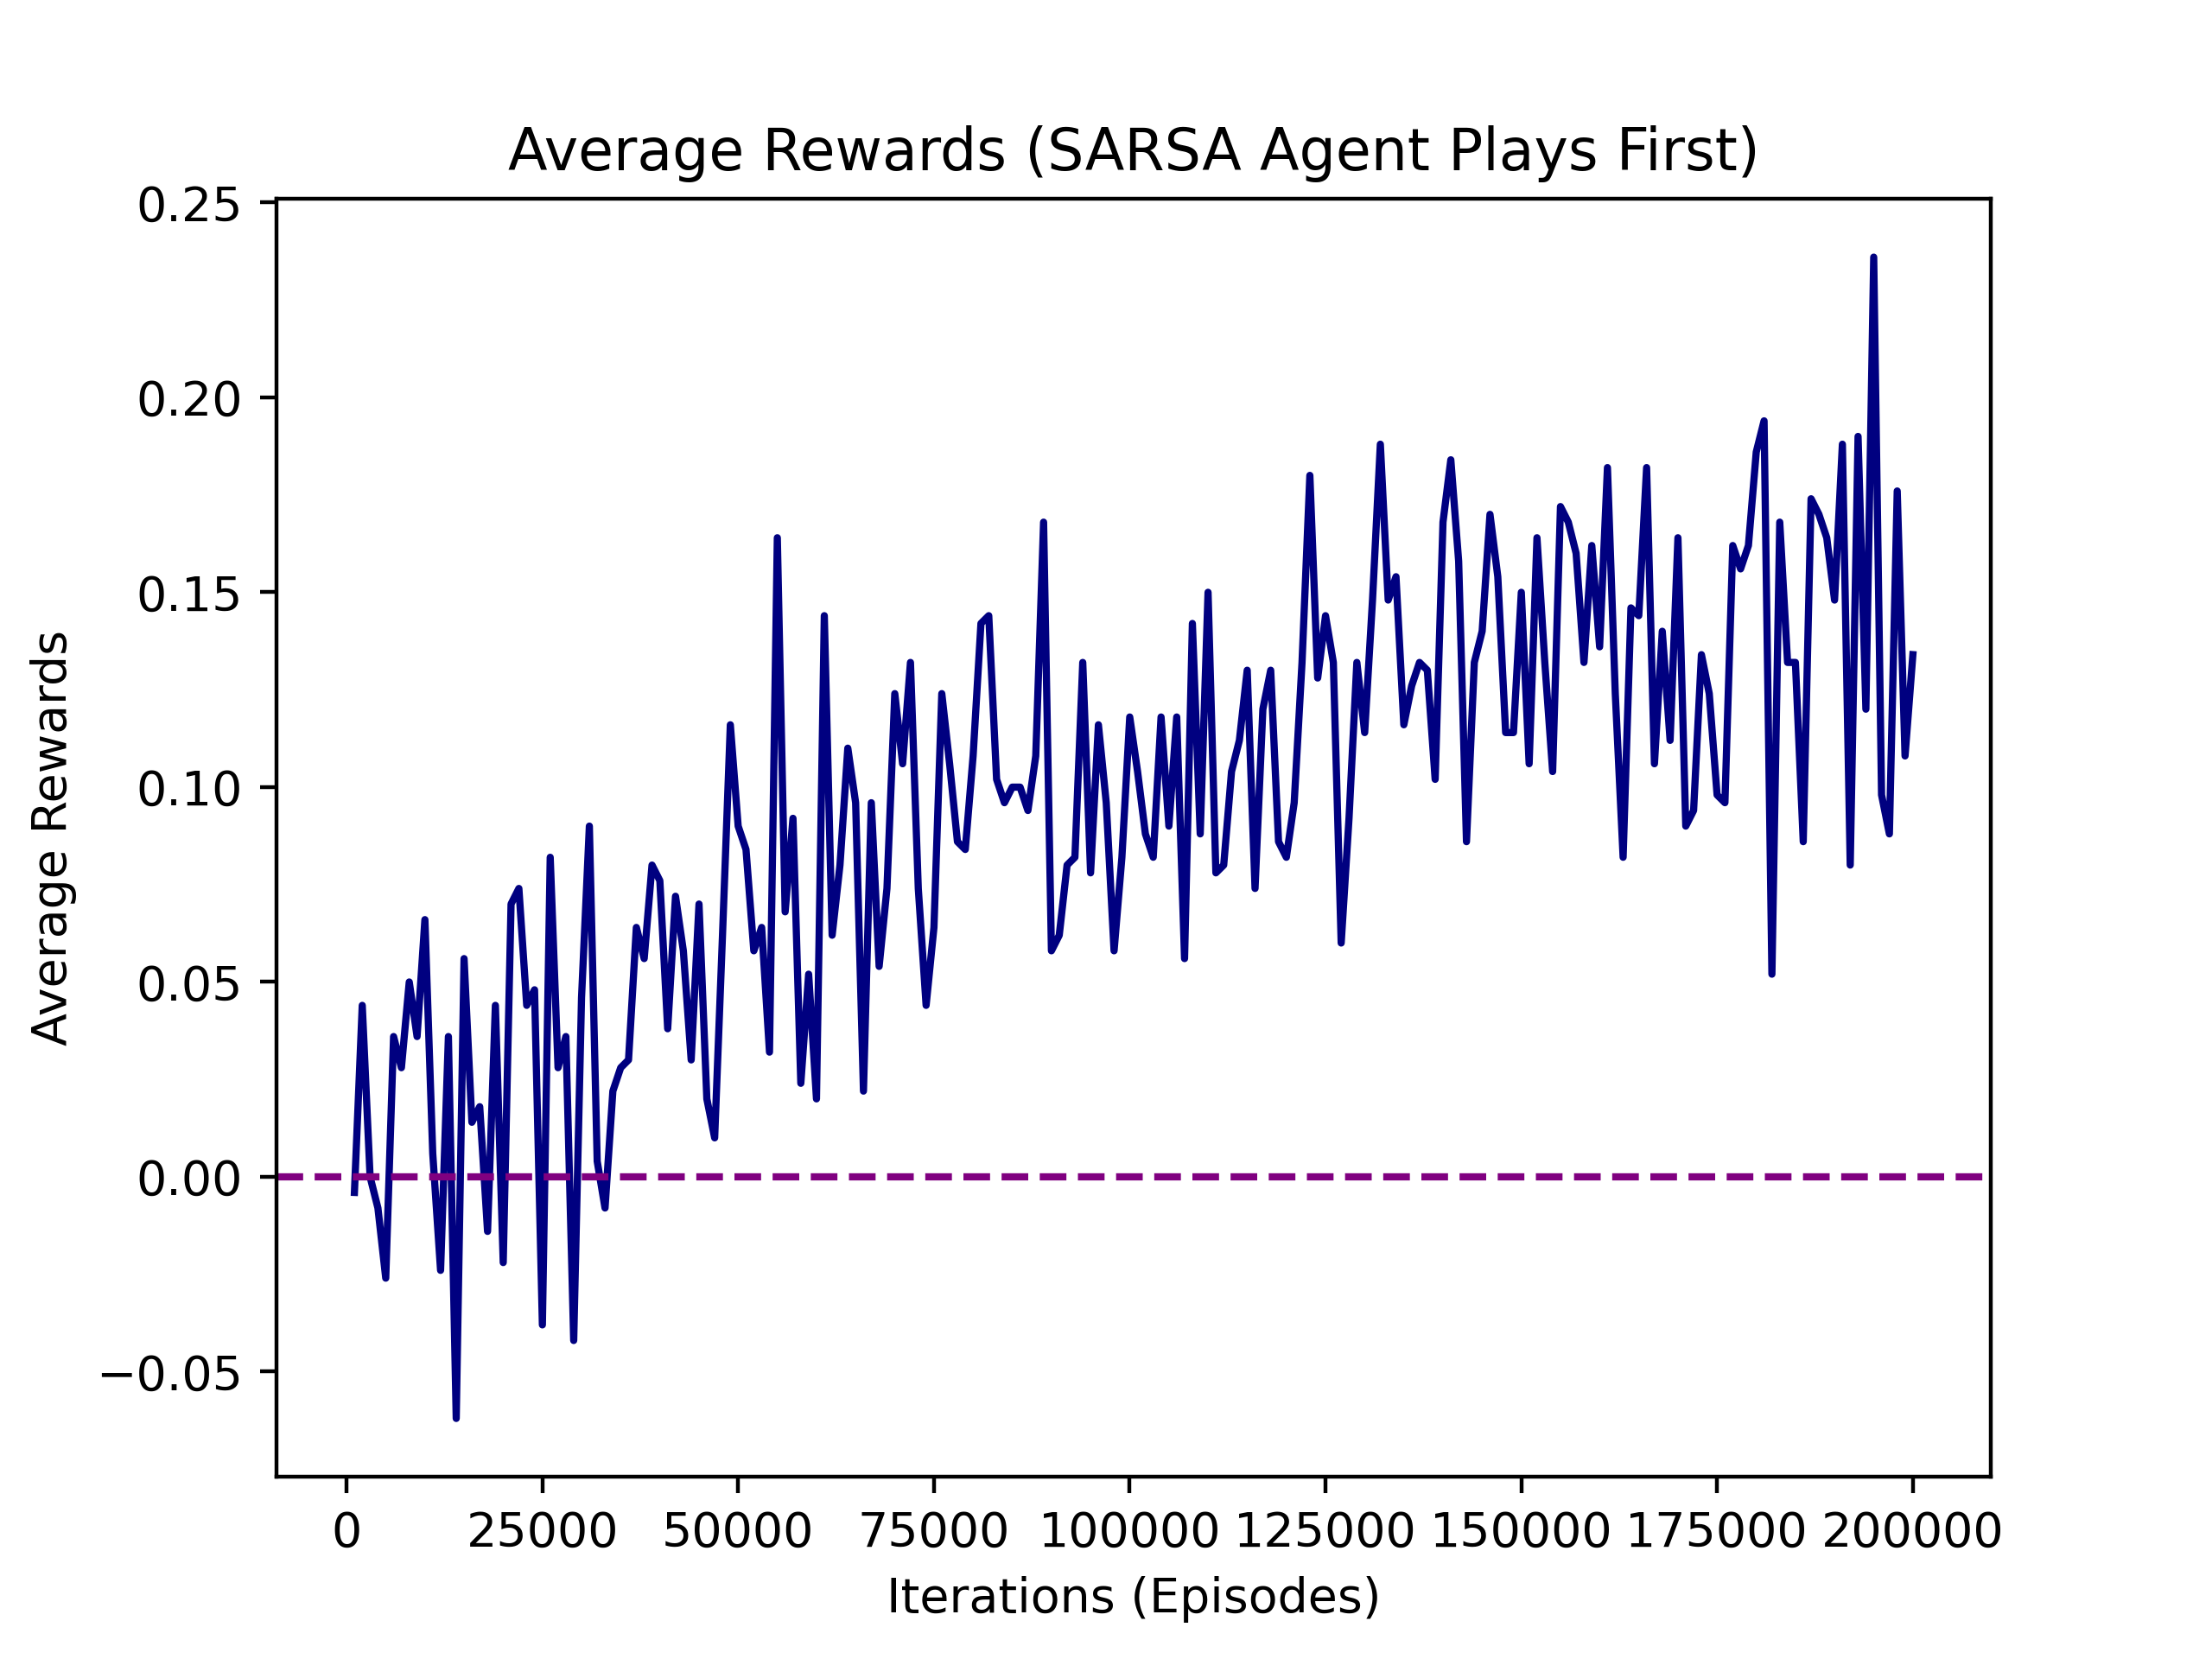 Average Rewards (SARSA Agent Plays First)
0.25
0.20
0.15
0.10
0.05
0.00
−0.05
Average Rewards
0 25000 50000 75000 100000 125000 150000 175000 200000
Iterations (Episodes)